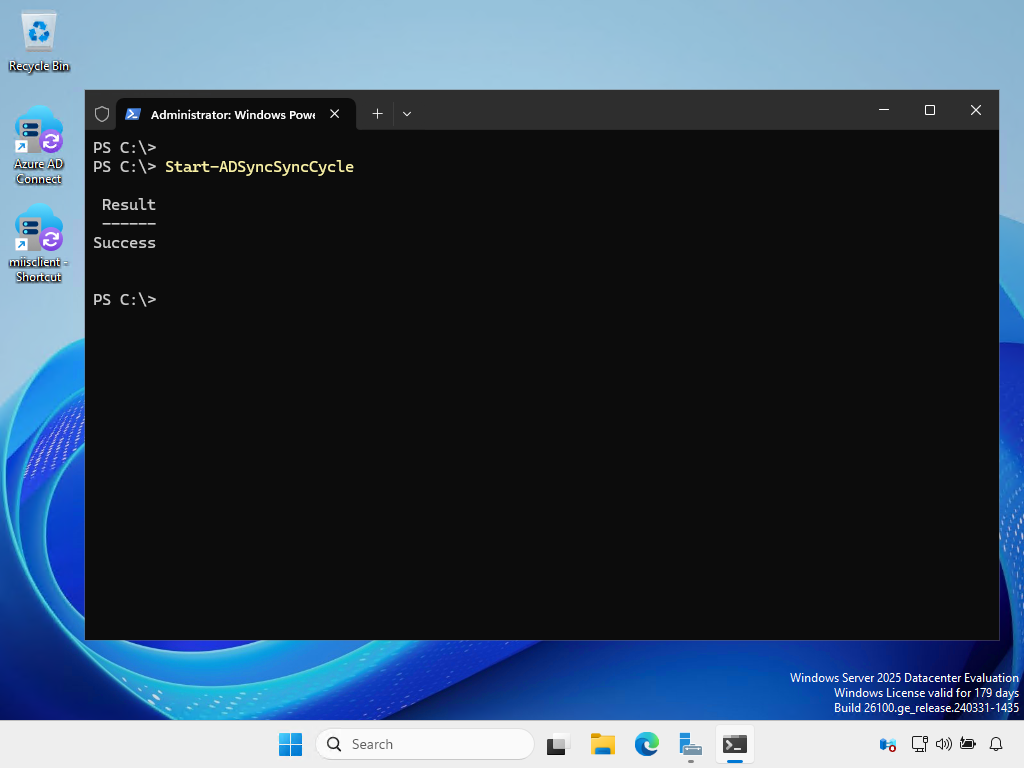 Recycle Bin
Azure AD
Connect
miisclient -
Shortcut
Administrator: Windows Powe
PS C:\>
PS C:\> Start-ADSyncSyncCycle
Result
------
Success
PS C:\>
Windows Server 2025 Datacenter Evaluation
Windows License valid for 179 days
Build 26100.ge_release.240331-1435
Search